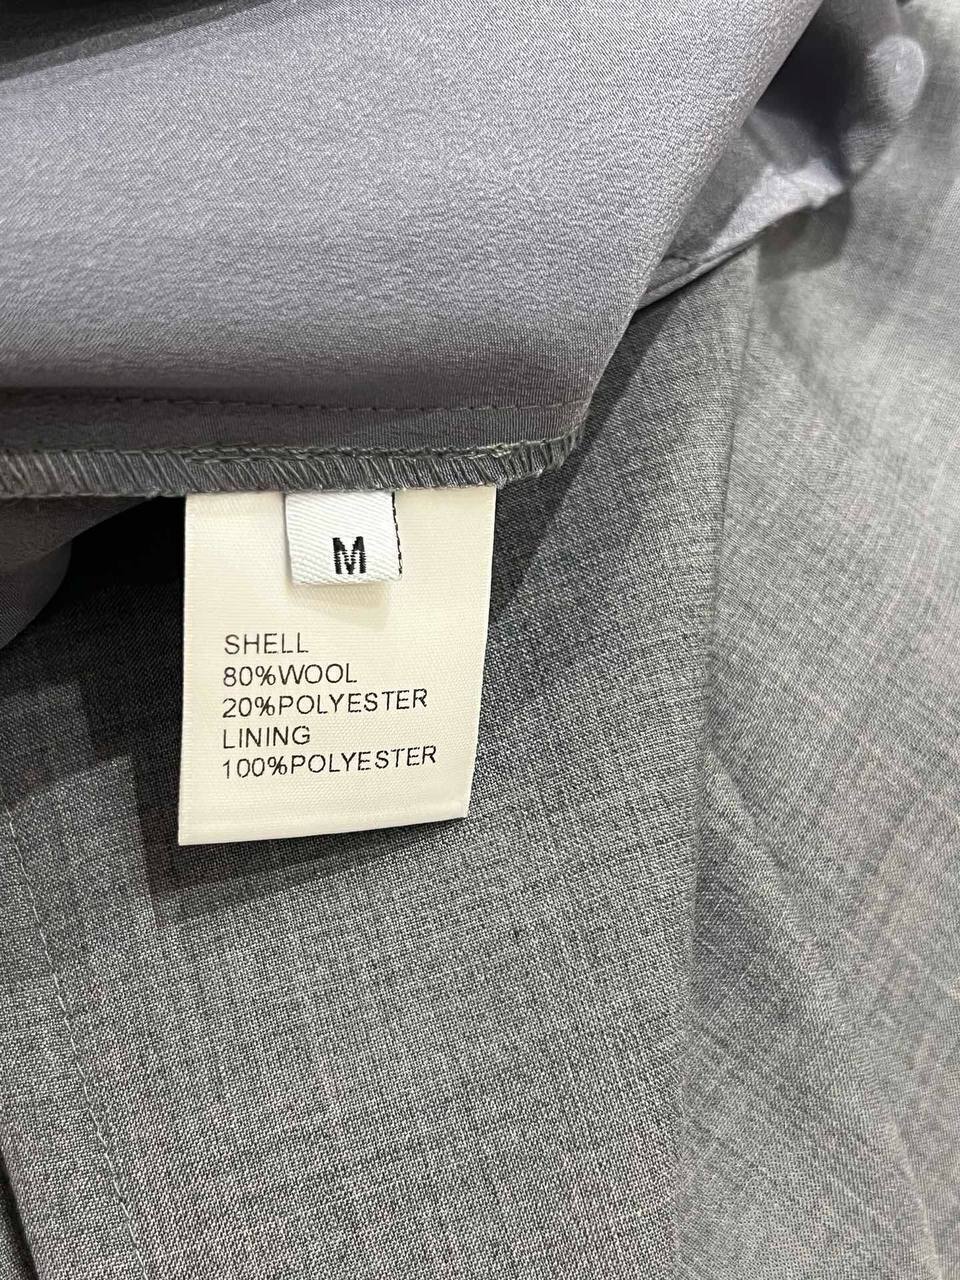 M
SHELL
80%WOOL
20%POLYESTER
LINING
100%POLYESTER